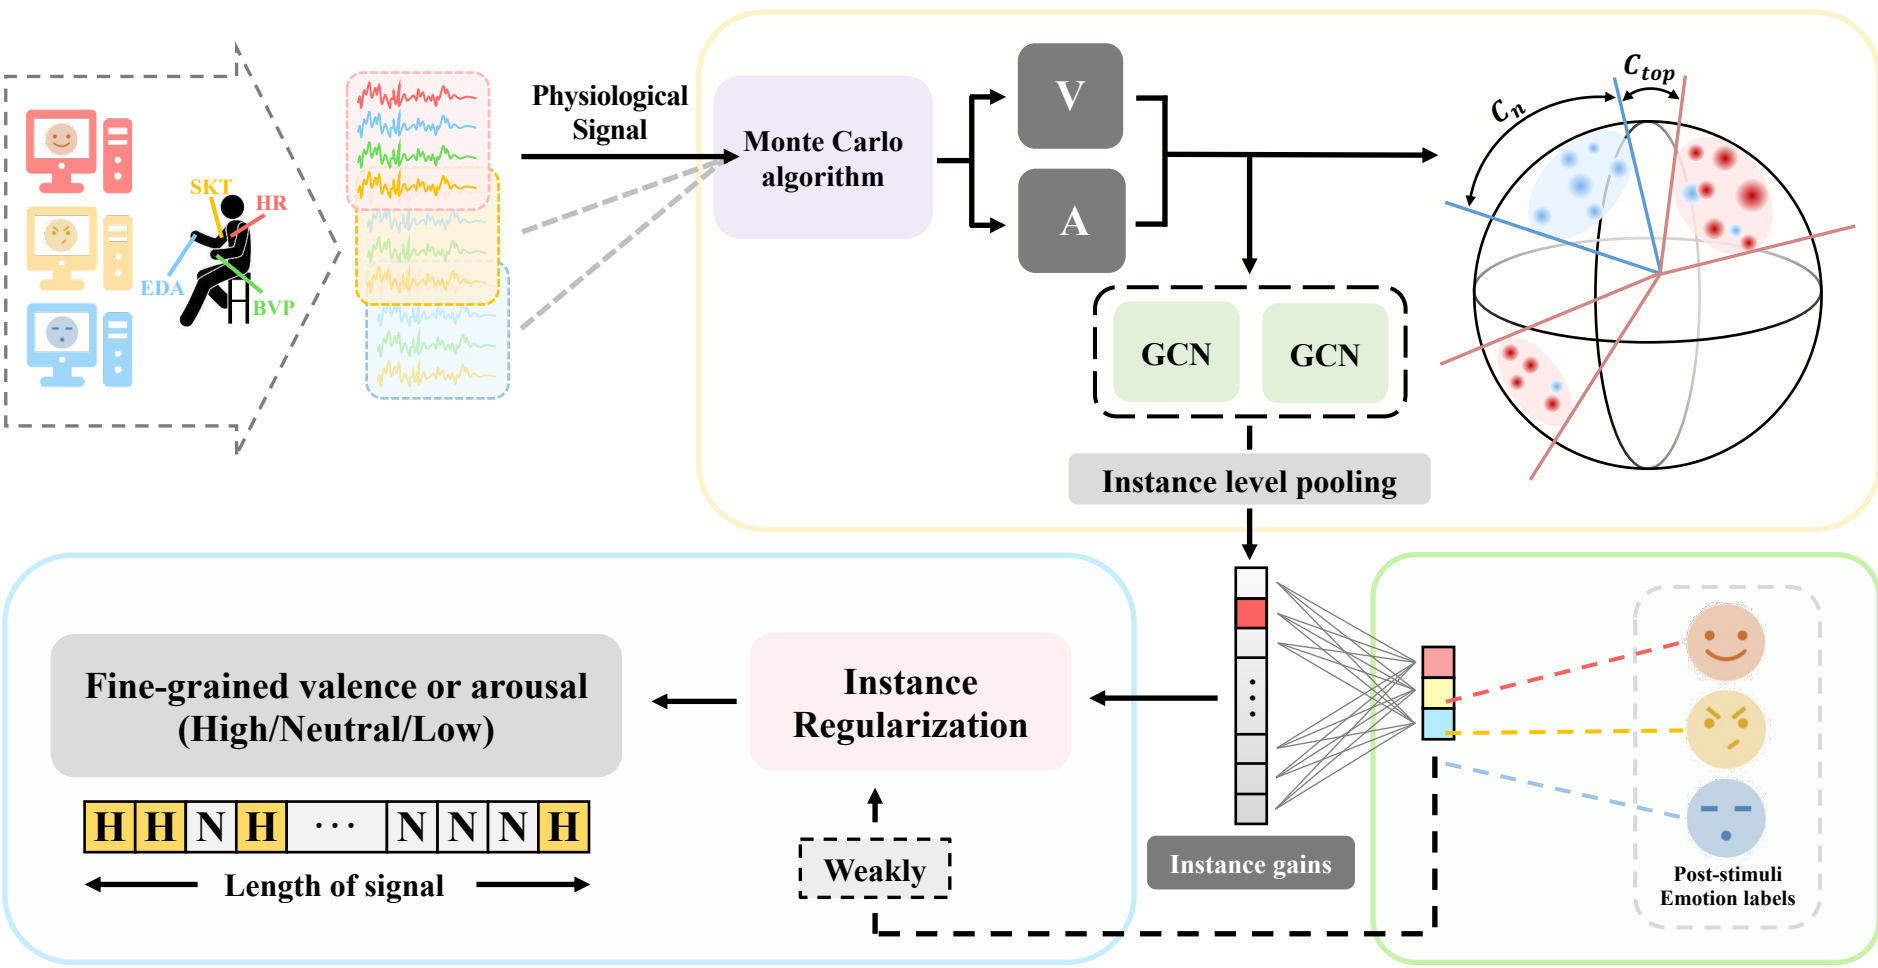 SKT
HR
EDA
BVP
Physiological
Signal
Monte Carlo
algorithm
V
A
C_n
C_top
GCN
GCN
Instance level pooling
Fine-grained valence or arousal
(High/Neutral/Low)
Instance
Regularization
H H N H ... N N N H
Length of signal
Weakly
Instance gains
Post-stimuli
Emotion labels